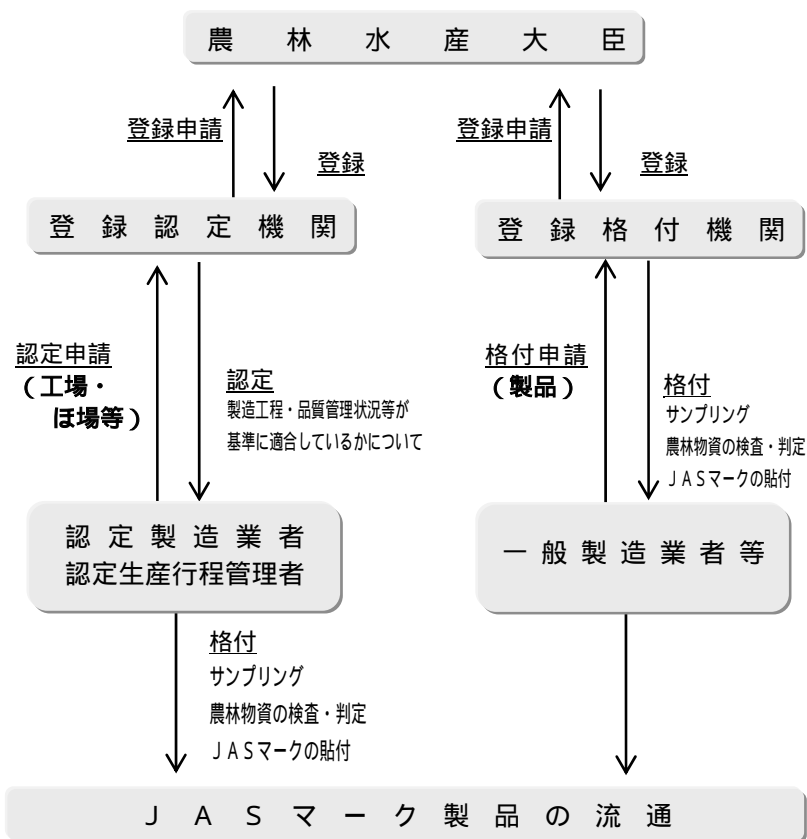 農林水産大臣
登録申請
登録
登録申請
登録
登録認定機関
登録格付機関
認定申請
(工場・
ほ場等)
認定
製造工程・品質管理状況等が
基準に適合しているかについて
格付申請
(製品)
格付
サンプリング
農林物資の検査・判定
JASマークの貼付
認定製造業者
認定生産行程管理者
一般製造業者等
格付
サンプリング
農林物資の検査・判定
JASマークの貼付
JASマーク製品の流通